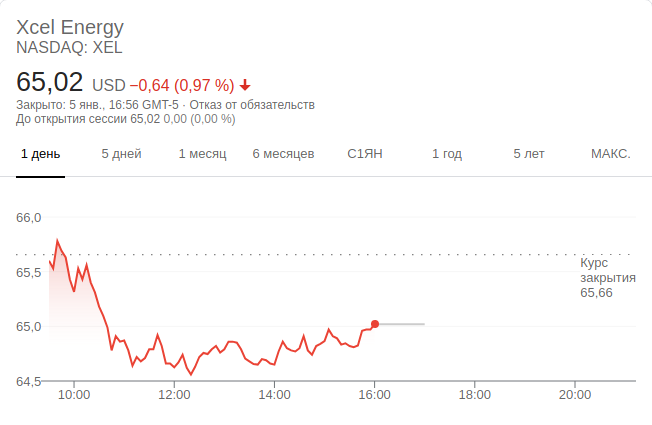 Xcel Energy
NASDAQ: XEL
65,02 USD −0,64 (0,97 %)
Закрыто: 5 янв., 16:56 GMT-5 · Отказ от обязательств
До открытия сессии 65,02 0,00 (0,00 %)
1 день 5 дней 1 месяц 6 месяцев С1ЯН 1 год 5 лет МАКС.
66,0
65,5
65,0
64,5
Курс
закрытия
65,66
10:00 12:00 14:00 16:00 18:00 20:00